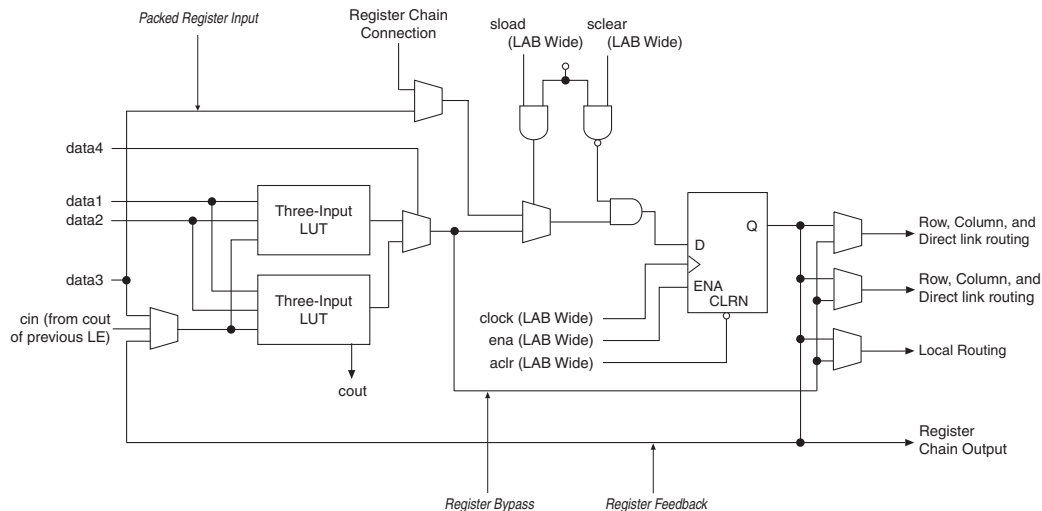 Packed Register Input
Register Chain
Connection
sload
(LAB Wide)
sclear
(LAB Wide)
data4
data1
data2
Three-Input
LUT
data3
Three-Input
LUT
cin (from cout
of previous LE)
cout
Q
D
ENA
CLRN
clock (LAB Wide)
ena (LAB Wide)
aclr (LAB Wide)
Row, Column, and
Direct link routing
Row, Column, and
Direct link routing
Local Routing
Register
Chain Output
Register Bypass
Register Feedback